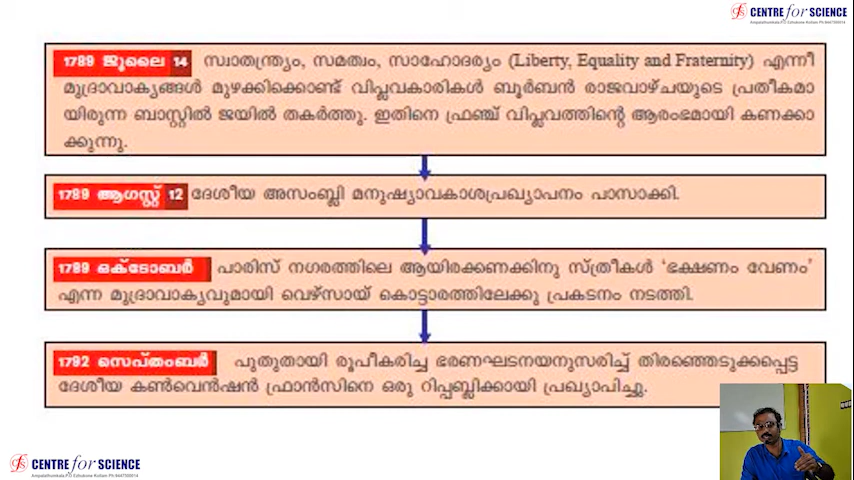 CENTRE for SCIENCE
1789 ജൂലൈ 14 സ്വാതന്ത്ര്യം, സമത്വം, സാഹോദര്യം (Liberty, Equality and Fraternity) എന്നീ
മുദ്രാവാക്യങ്ങൾ മുഴക്കിക്കൊണ്ട് വിപ്ലവകാരികൾ ബൂർബൻ രാജവാഴ്ചയുടെ പ്രതീകമാ
യിരുന്ന ബാസ്റ്റിൽ ജയിൽ തകർത്തു. ഇതിനെ ഫ്രഞ്ച് വിപ്ലവത്തിന്റെ ആരംഭമായി കണക്കാ
ക്കുന്നു.
1789 ആഗസ്റ്റ് 12 ദേശീയ അസംബ്ലി മനുഷ്യാവകാശപ്രഖ്യാപനം പാസാക്കി.
1789 ഒക്ടോബർ പാരിസ് നഗരത്തിലെ ആയിരക്കണക്കിനു സ്ത്രീകൾ ‘ഭക്ഷണം വേണം’
എന്ന മുദ്രാവാക്യവുമായി വെഴ്സായ് കൊട്ടാരത്തിലേക്കു പ്രകടനം നടത്തി.
1792 സെപ്തംബർ പുതുതായി രൂപീകരിച്ച ഭരണഘടനയനുസരിച്ച് തിരഞ്ഞെടുക്കപ്പെട്ട
ദേശീയ കൺവെൻഷൻ ഫ്രാൻസിനെ ഒരു റിപ്പബ്ലിക്കായി പ്രഖ്യാപിച്ചു.
CENTRE for SCIENCE